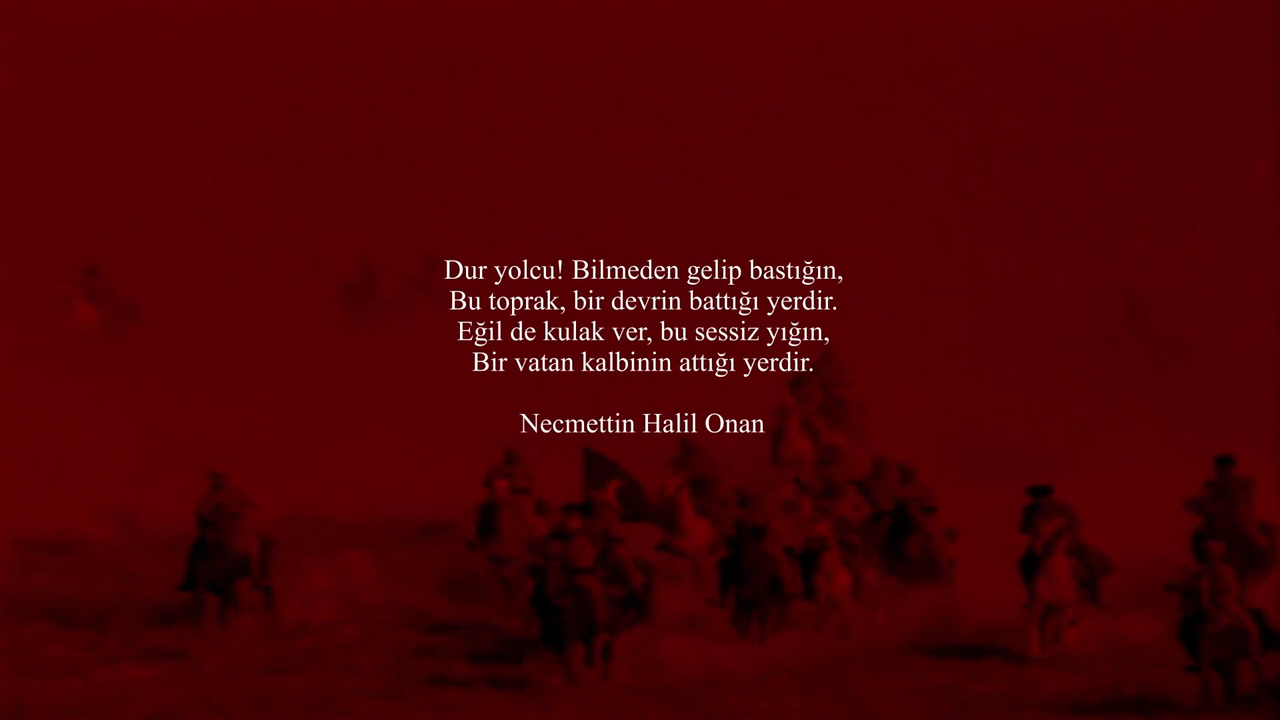 Dur yolcu! Bilmeden gelip bastığın,
Bu toprak, bir devrin battığı yerdir.
Eğil de kulak ver, bu sessiz yığın,
Bir vatan kalbinin attığı yerdir.
Necmettin Halil Onan